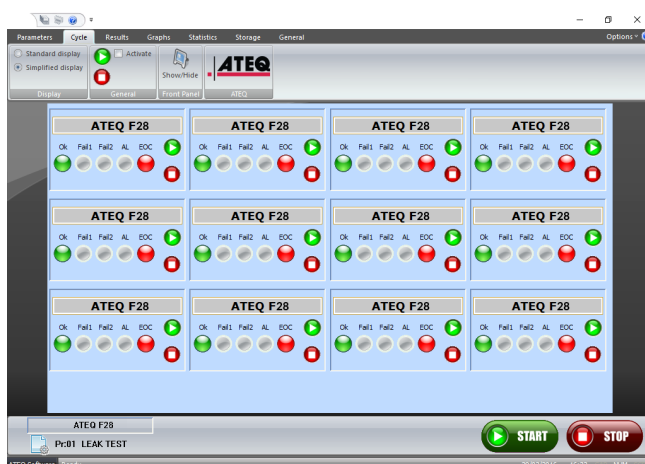 Parameters Cycle Results Graphs Statistics Storage General Options
Standard display
Simplified display
Activate
Show/Hide
ATEQ
Display General Front Panel ATEQ
ATEQ F28 ATEQ F28 ATEQ F28 ATEQ F28
Ok Fail1 Fail2 AL EOC Ok Fail1 Fail2 AL EOC Ok Fail1 Fail2 AL EOC Ok Fail1 Fail2 AL EOC
ATEQ F28 ATEQ F28 ATEQ F28 ATEQ F28
Ok Fail1 Fail2 AL EOC Ok Fail1 Fail2 AL EOC Ok Fail1 Fail2 AL EOC Ok Fail1 Fail2 AL EOC
ATEQ F28 ATEQ F28 ATEQ F28 ATEQ F28
Ok Fail1 Fail2 AL EOC Ok Fail1 Fail2 AL EOC Ok Fail1 Fail2 AL EOC Ok Fail1 Fail2 AL EOC
ATEQ F28
Pr:01 LEAK TEST
START STOP